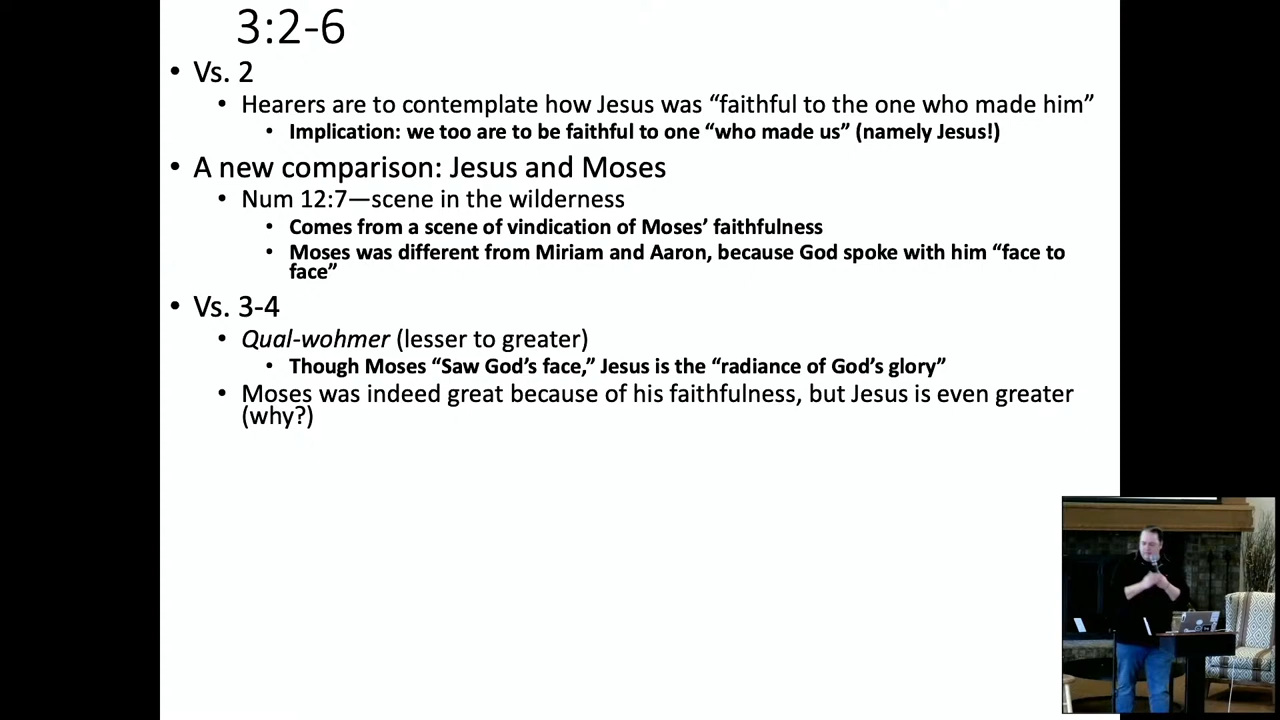 3:2-6
• Vs. 2
• Hearers are to contemplate how Jesus was “faithful to the one who made him”
• Implication: we too are to be faithful to one “who made us” (namely Jesus!)
• A new comparison: Jesus and Moses
• Num 12:7—scene in the wilderness
• Comes from a scene of vindication of Moses’ faithfulness
• Moses was different from Miriam and Aaron, because God spoke with him “face to
face”
• Vs. 3-4
• Qual-wohmer (lesser to greater)
• Though Moses “Saw God’s face,” Jesus is the “radiance of God’s glory”
• Moses was indeed great because of his faithfulness, but Jesus is even greater
(why?)